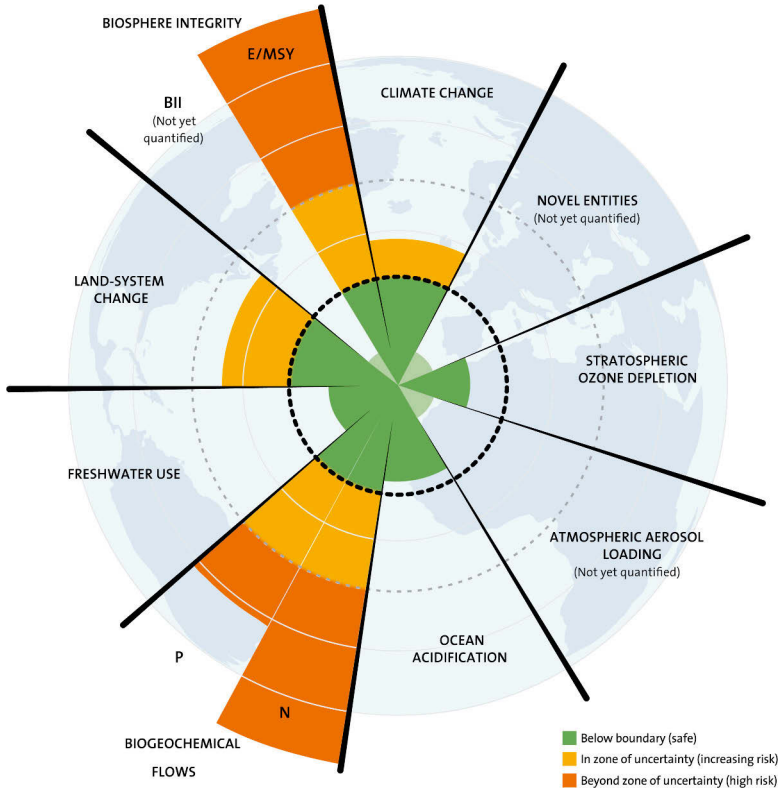 BIOSPHERE INTEGRITY
E/MSY
CLIMATE CHANGE
BII
(Not yet
quantified)
NOVEL ENTITIES
(Not yet quantified)
LAND-SYSTEM
CHANGE
STRATOSPHERIC
OZONE DEPLETION
FRESHWATER USE
ATMOSPHERIC AEROSOL
LOADING
(Not yet quantified)
OCEAN
ACIDIFICATION
P
N
BIOGEOCHEMICAL
FLOWS
Below boundary (safe)
In zone of uncertainty (increasing risk)
Beyond zone of uncertainty (high risk)